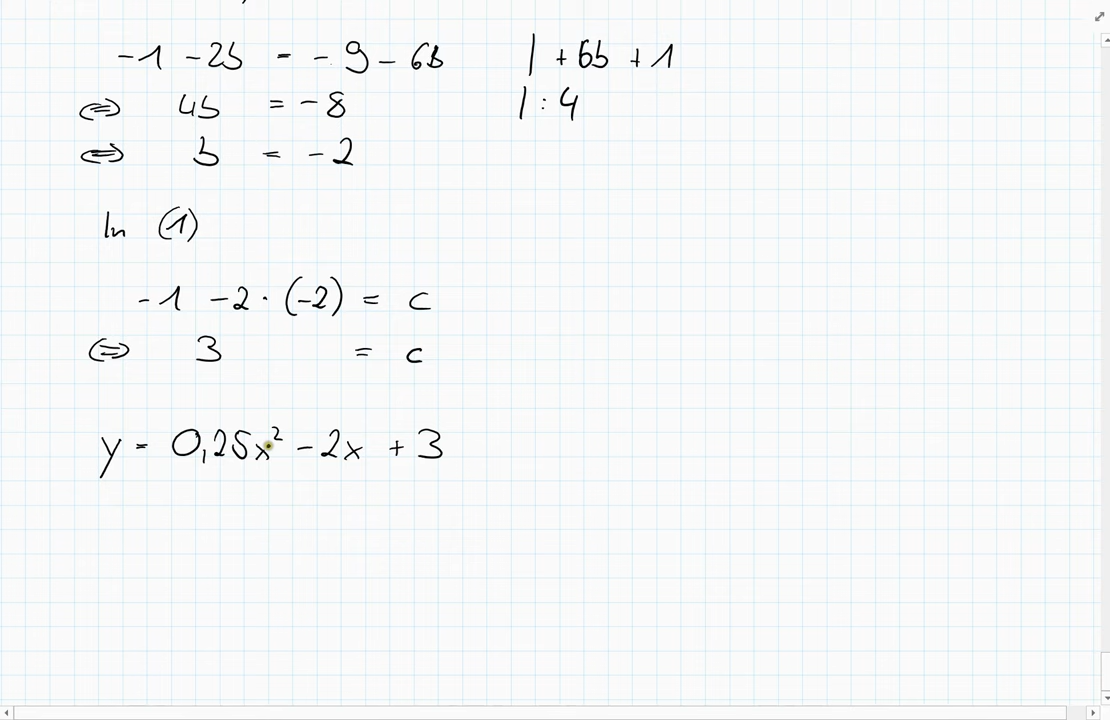 -1 -2b = -9 - 6b | +6b +1
⇔ 4b = -8 | : 4
⇔ b = -2
In (1)
-1 -2 · (-2) = c
⇔ 3 = c
y = 0,25x² - 2x + 3